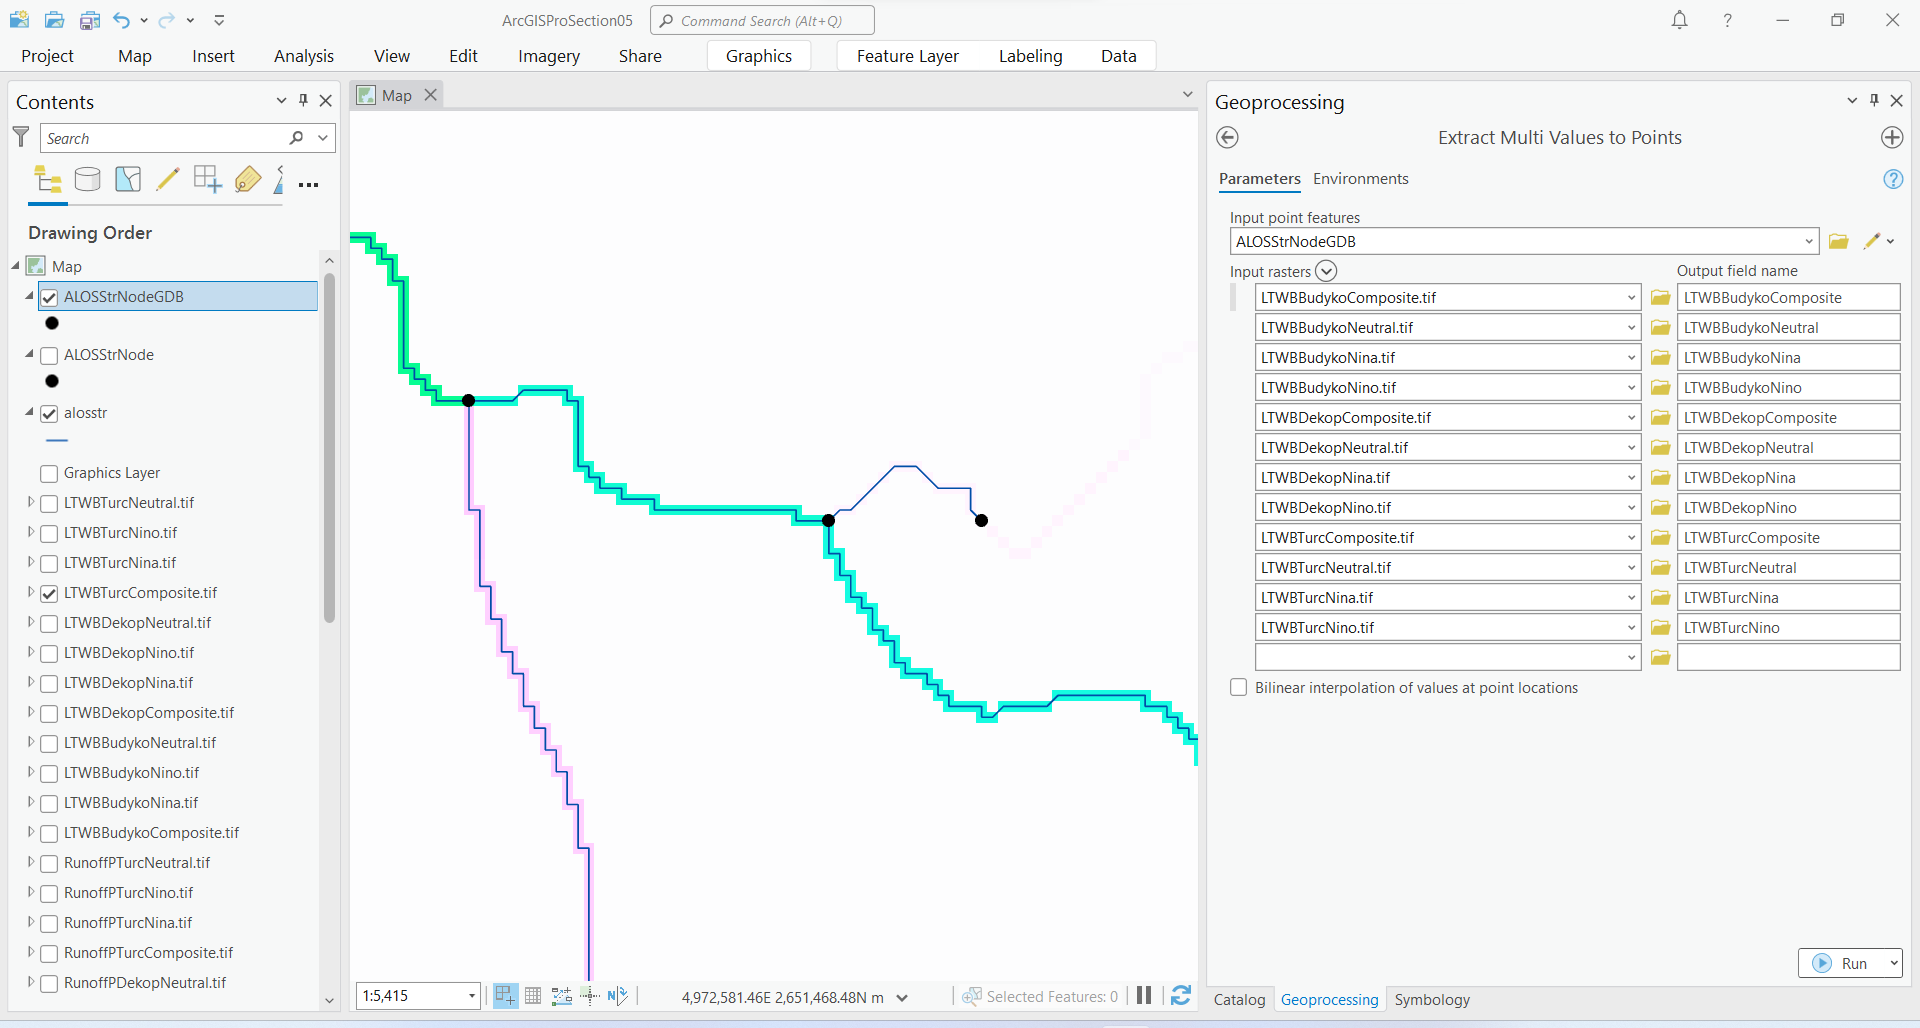 ArcGISProSection05
Command Search (Alt+Q)
?
Project
Map
Insert
Analysis
View
Edit
Imagery
Share
Graphics
Feature Layer
Labeling
Data
Contents
Search
Drawing Order
Map
ALOSStrNodeGDB
ALOSStrNode
alosstr
Graphics Layer
LTWBTurcNeutral.tif
LTWBTurcNino.tif
LTWBTurcNina.tif
LTWBTurcComposite.tif
LTWBDekopNeutral.tif
LTWBDekopNino.tif
LTWBDekopNina.tif
LTWBDekopComposite.tif
LTWBBudykoNeutral.tif
LTWBBudykoNino.tif
LTWBBudykoNina.tif
LTWBBudykoComposite.tif
RunoffPTurcNeutral.tif
RunoffPTurcNino.tif
RunoffPTurcNina.tif
RunoffPTurcComposite.tif
RunoffPDekopNeutral.tif
Map
1:5,415
N
4,972,581.46E 2,651,468.48N m
Selected Features: 0
Geoprocessing
Extract Multi Values to Points
Parameters
Environments
?
Input point features
ALOSStrNodeGDB
Input rasters
Output field name
LTWBBudykoComposite.tif
LTWBBudykoComposite
LTWBBudykoNeutral.tif
LTWBBudykoNeutral
LTWBBudykoNina.tif
LTWBBudykoNina
LTWBBudykoNino.tif
LTWBBudykoNino
LTWBDekopComposite.tif
LTWBDekopComposite
LTWBDekopNeutral.tif
LTWBDekopNeutral
LTWBDekopNina.tif
LTWBDekopNina
LTWBDekopNino.tif
LTWBDekopNino
LTWBTurcComposite.tif
LTWBTurcComposite
LTWBTurcNeutral.tif
LTWBTurcNeutral
LTWBTurcNina.tif
LTWBTurcNina
LTWBTurcNino.tif
LTWBTurcNino
Bilinear interpolation of values at point locations
Run
Catalog
Geoprocessing
Symbology